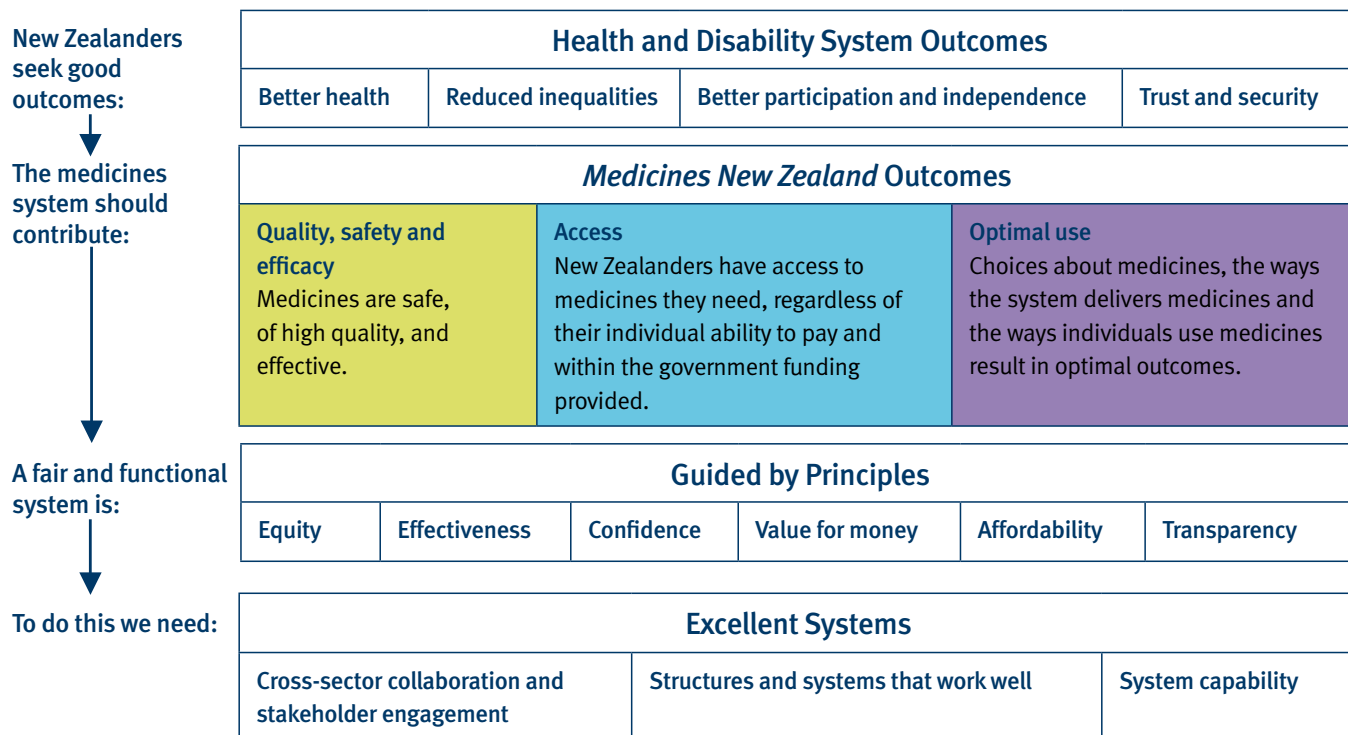 New Zealanders
seek good
outcomes:
Health and Disability System Outcomes
Better health
Reduced inequalities
Better participation and independence
Trust and security
The medicines
system should
contribute:
Medicines New Zealand Outcomes
Quality, safety and
efficacy
Medicines are safe,
of high quality, and
effective.
Access
New Zealanders have access to
medicines they need, regardless of
their individual ability to pay and
within the government funding
provided.
Optimal use
Choices about medicines, the ways
the system delivers medicines and
the ways individuals use medicines
result in optimal outcomes.
A fair and functional
system is:
Guided by Principles
Equity
Effectiveness
Confidence
Value for money
Affordability
Transparency
To do this we need:
Excellent Systems
Cross-sector collaboration and
stakeholder engagement
Structures and systems that work well
System capability